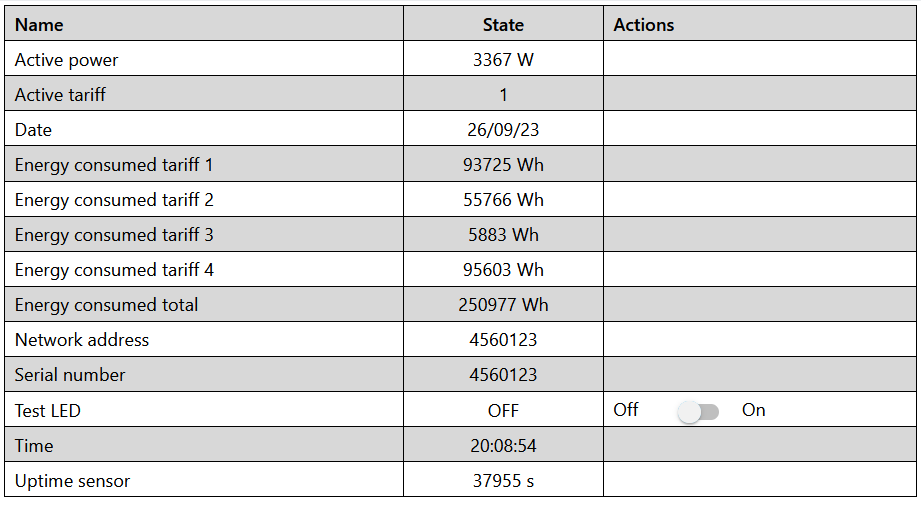 Name State Actions
Active power 3367 W
Active tariff 1
Date 26/09/23
Energy consumed tariff 1 93725 Wh
Energy consumed tariff 2 55766 Wh
Energy consumed tariff 3 5883 Wh
Energy consumed tariff 4 95603 Wh
Energy consumed total 250977 Wh
Network address 4560123
Serial number 4560123
Test LED OFF Off On
Time 20:08:54
Uptime sensor 37955 s